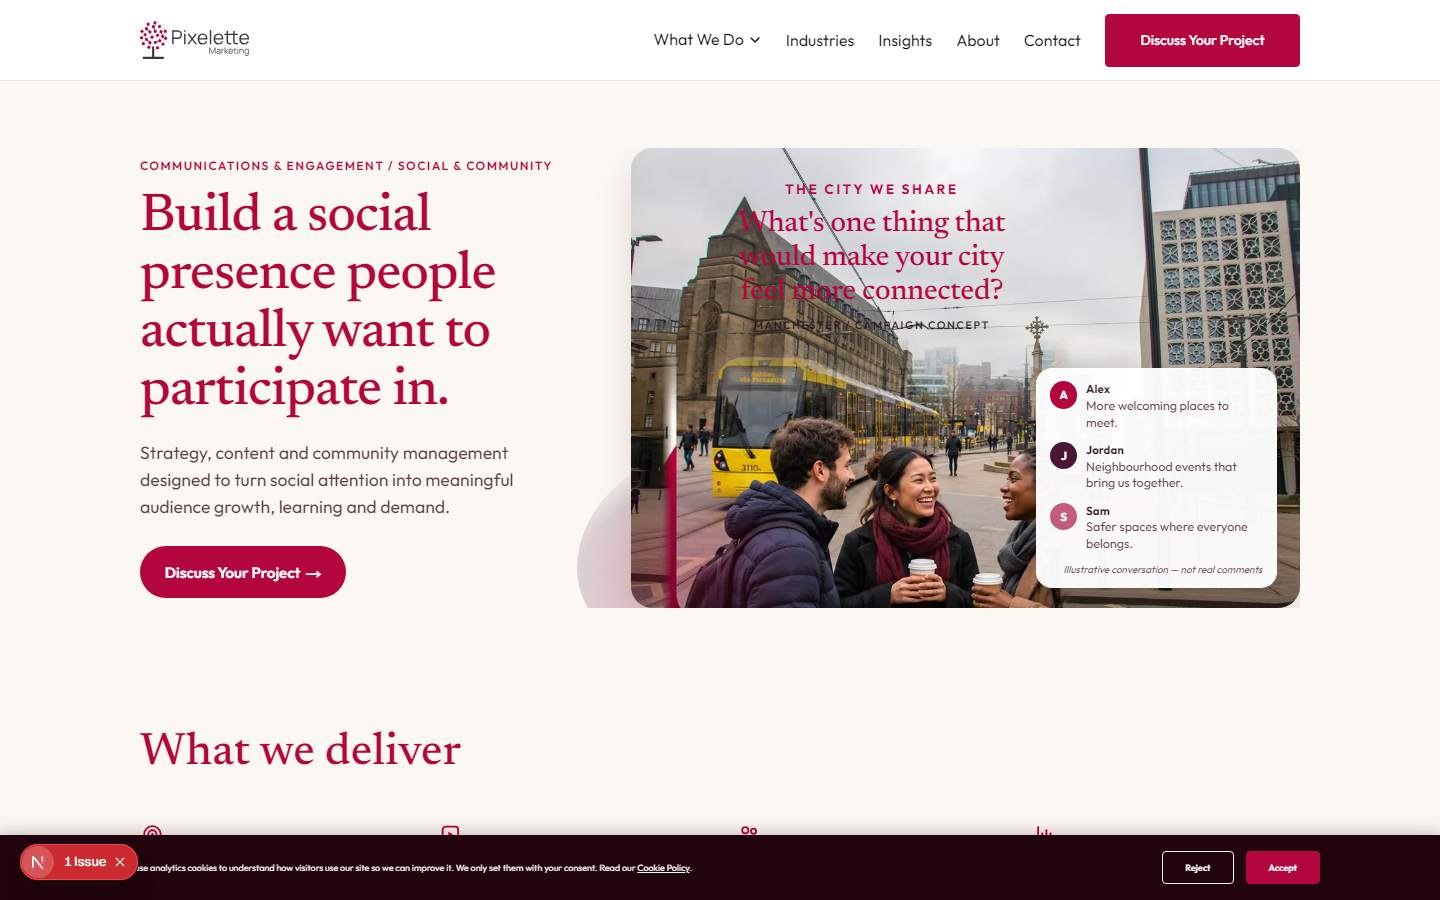 Pixelette
Marketing
What We Do
Industries
Insights
About
Contact
Discuss Your Project
COMMUNICATIONS & ENGAGEMENT / SOCIAL & COMMUNITY
Build a social
presence people
actually want to
participate in.
Strategy, content and community management
designed to turn social attention into meaningful
audience growth, learning and demand.
Discuss Your Project →
THE CITY WE SHARE
What's one thing that
would make your city
feel more connected?
MANCHESTER / CAMPAIGN CONCEPT
3110
A
Alex
More welcoming places to
meet.
J
Jordan
Neighbourhood events that
bring us together.
S
Sam
Safer spaces where everyone
belongs.
Illustrative conversation — not real comments
What we deliver
N
1 Issue
use analytics cookies to understand how visitors use our site so we can improve it. We only set them with your consent. Read our Cookie Policy.
Reject
Accept